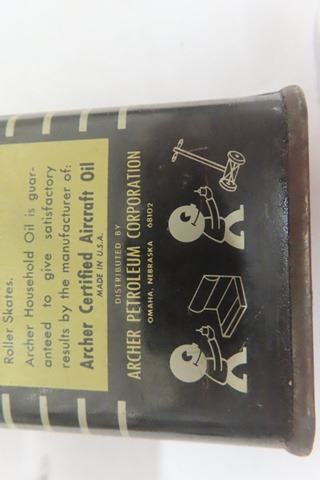 Roller Skates.
Archer Household Oil is guar-
anteed to give satisfactory
results by the manufacturer of:
Archer Certified Aircraft Oil
MADE IN U.S.A.
DISTRIBUTED BY
ARCHER PETROLEUM CORPORATION
OMAHA, NEBRASKA 68102